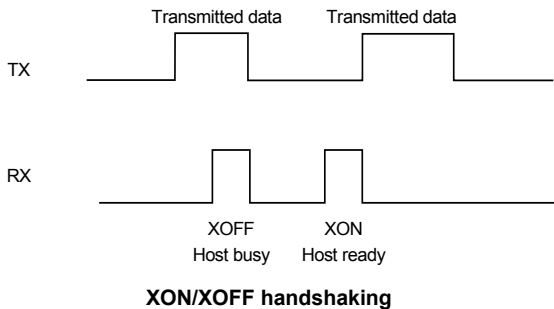 Transmitted data Transmitted data
TX
RX
XOFF XON
Host busy Host ready
XON/XOFF handshaking